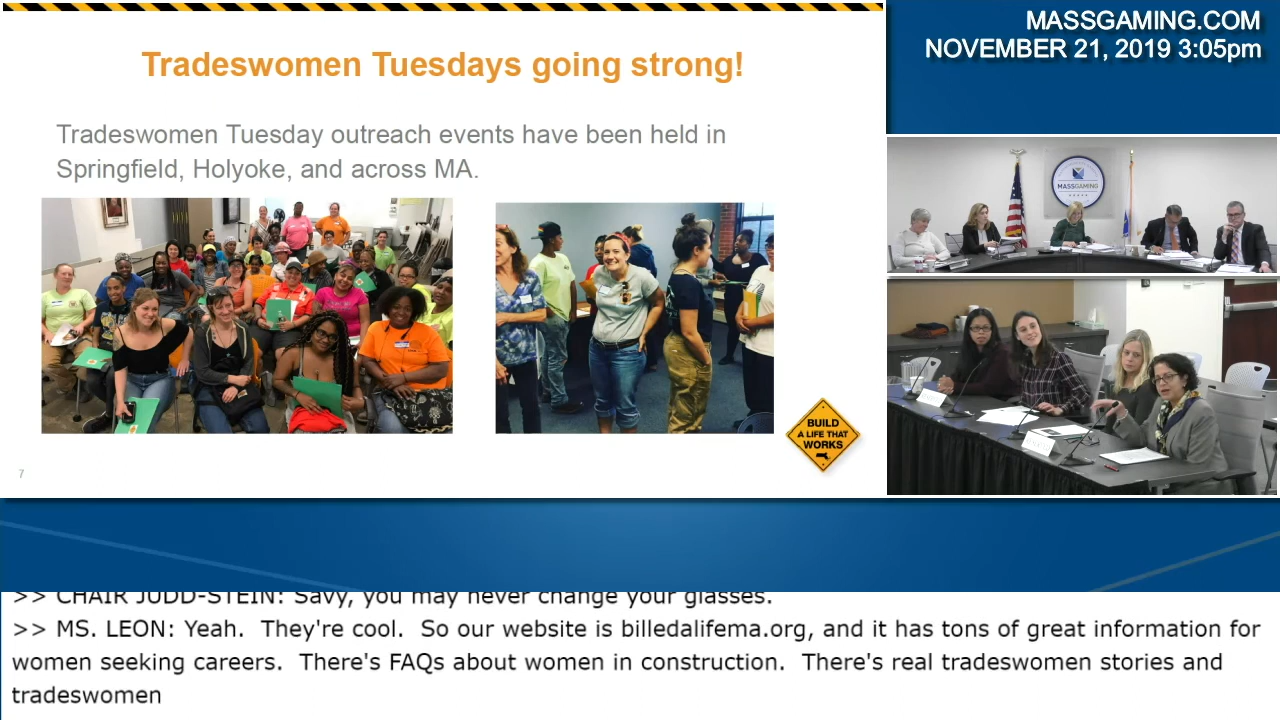 Tradeswomen Tuesdays going strong!
Tradeswomen Tuesday outreach events have been held in
Springfield, Holyoke, and across MA.
BUILD
A LIFE THAT
WORKS
7
MASSGAMING.COM
NOVEMBER 21, 2019 3:05pm
MASSGAMING
>> CHAIR JUDD-STEIN: Savy, you may never change your glasses.
>> MS. LEON: Yeah.  They're cool.  So our website is billedalifema.org, and it has tons of great information for
women seeking careers.  There's FAQs about women in construction.  There's real tradeswomen stories and
tradeswomen